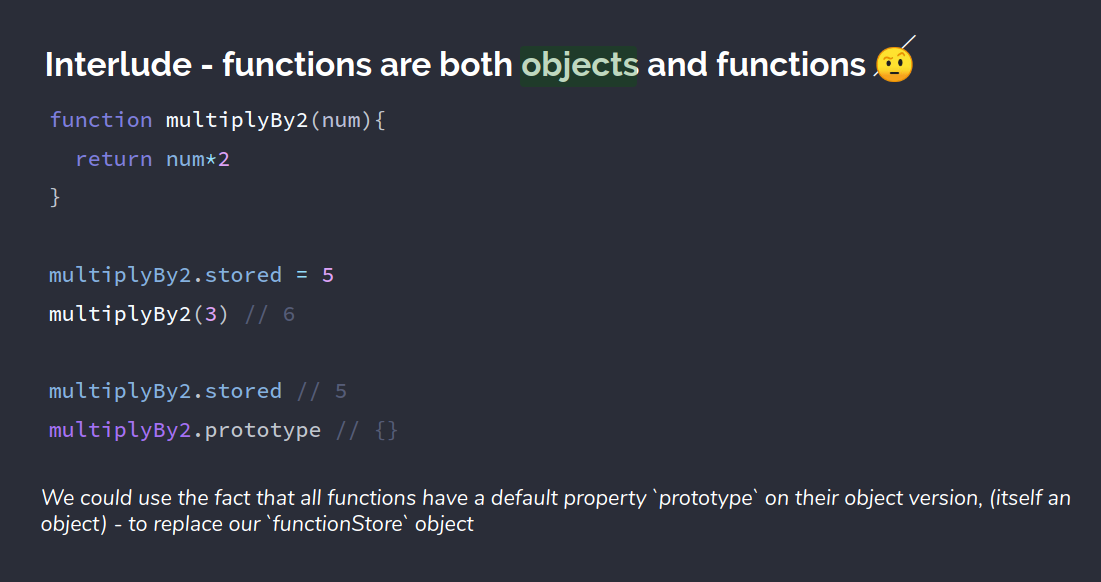 Interlude - functions are both objects and functions 🤨
function multiplyBy2(num){
  return num*2
}
multiplyBy2.stored = 5
multiplyBy2(3) // 6
multiplyBy2.stored // 5
multiplyBy2.prototype // {}
We could use the fact that all functions have a default property `prototype` on their object version, (itself an
object) - to replace our `functionStore` object